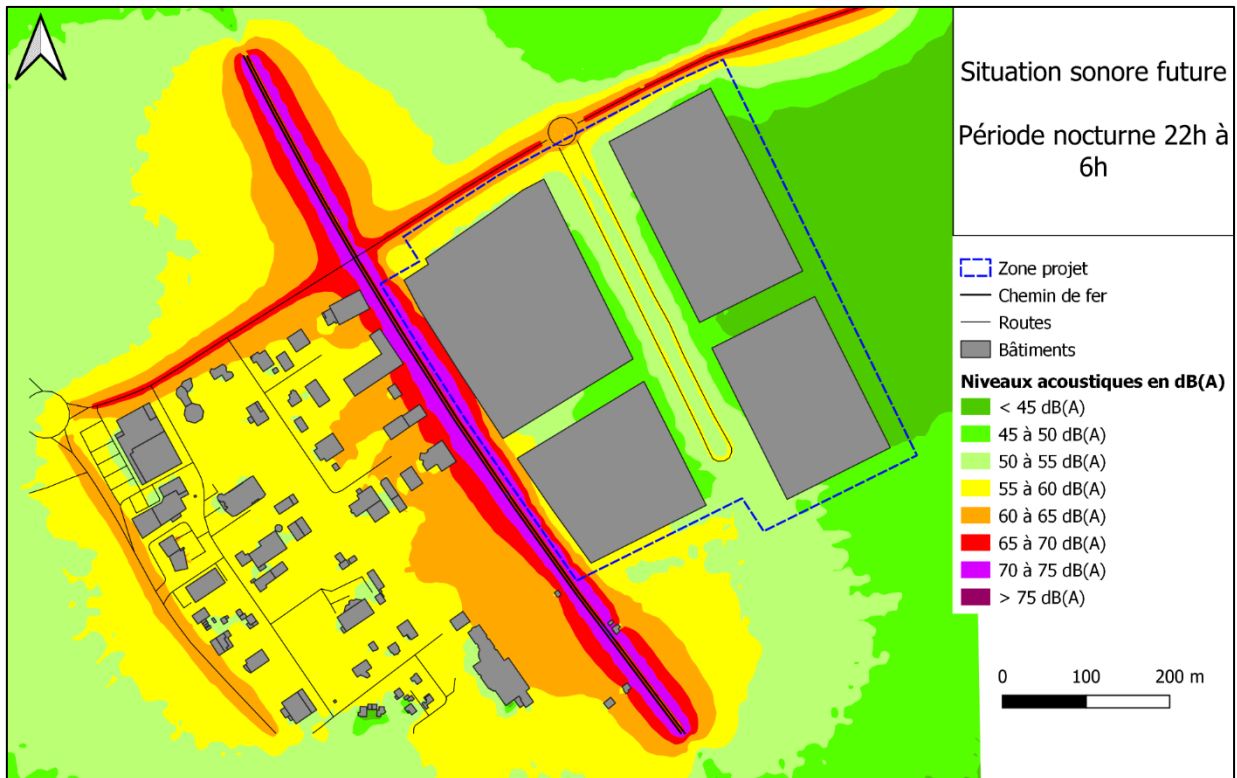 Situation sonore future
Période nocturne 22h à
6h
Zone projet
Chemin de fer
Routes
Bâtiments
Niveaux acoustiques en dB(A)
< 45 dB(A)
45 à 50 dB(A)
50 à 55 dB(A)
55 à 60 dB(A)
60 à 65 dB(A)
65 à 70 dB(A)
70 à 75 dB(A)
> 75 dB(A)
0 100 200 m